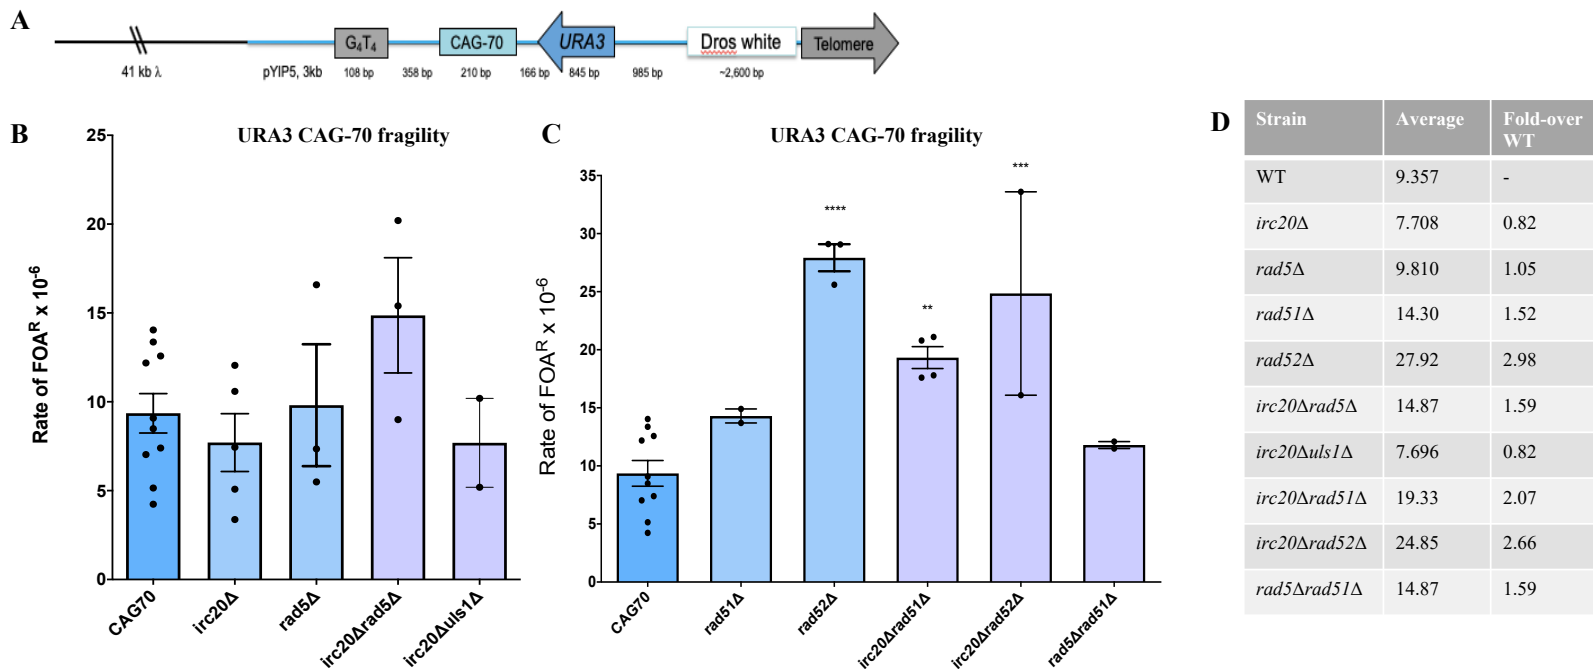 A
G₄T₄
CAG-70
URA3
Dros white
Telomere
41 kb λ
pYIP5, 3kb
108 bp
358 bp
210 bp
166 bp
845 bp
985 bp
~2,600 bp
B
URA3 CAG-70 fragility
Rate of FOAᴿ x 10⁻⁶
25
20
15
10
5
0
CAG70
irc20Δ
rad5Δ
irc20Δrad5Δ
irc20Δuls1Δ
C
URA3 CAG-70 fragility
Rate of FOAᴿ x 10⁻⁶
35
30
25
20
15
10
5
0
****
**
***
CAG70
rad51Δ
rad52Δ
irc20Δrad51Δ
irc20Δrad52Δ
rad5Δrad51Δ
D
Strain Average Fold-over
WT
WT 9.357 -
irc20Δ 7.708 0.82
rad5Δ 9.810 1.05
rad51Δ 14.30 1.52
rad52Δ 27.92 2.98
irc20Δrad5Δ 14.87 1.59
irc20Δuls1Δ 7.696 0.82
irc20Δrad51Δ 19.33 2.07
irc20Δrad52Δ 24.85 2.66
rad5Δrad51Δ 14.87 1.59